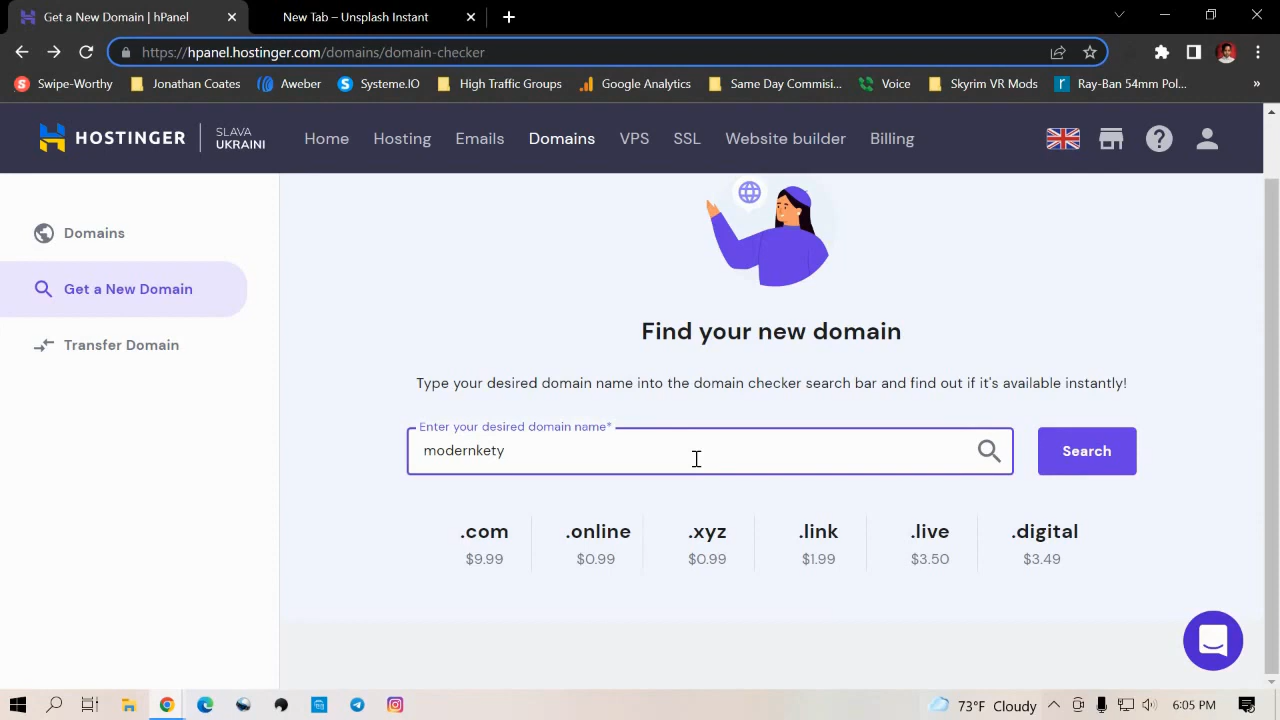 Get a New Domain | hPanel
New Tab – Unsplash Instant
https://hpanel.hostinger.com/domains/domain-checker
Swipe-Worthy
Jonathan Coates
Aweber
Systeme.IO
High Traffic Groups
Google Analytics
Same Day Commisi...
Voice
Skyrim VR Mods
Ray-Ban 54mm Pol...
»
HOSTINGER
SLAVA
UKRAINI
Home
Hosting
Emails
Domains
VPS
SSL
Website builder
Billing
Domains
Get a New Domain
Transfer Domain
Find your new domain
Type your desired domain name into the domain checker search bar and find out if it's available instantly!
Enter your desired domain name*
modernkety
Search
.com
$9.99
.online
$0.99
.xyz
$0.99
.link
$1.99
.live
$3.50
.digital
$3.49
73°F Cloudy
6:05 PM